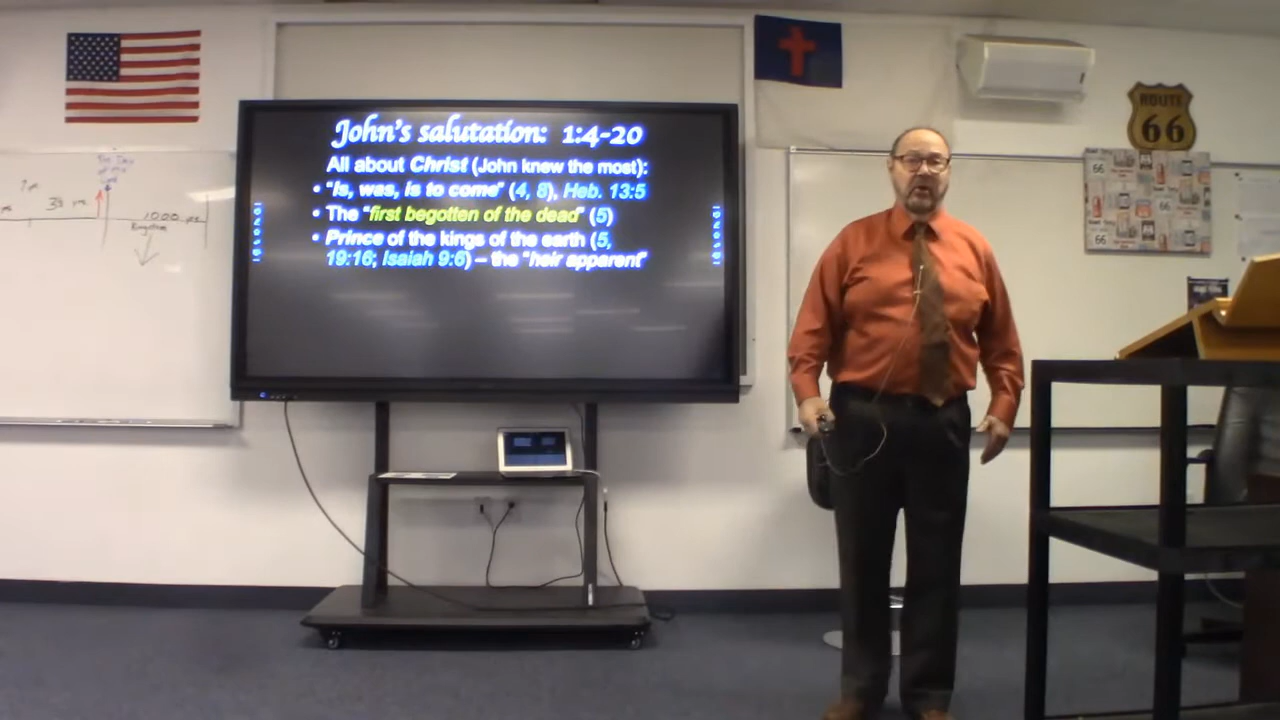 John's salutation: 1:4-20
All about Christ (John knew the most):
• "Is, was, is to come" (4, 8), Heb. 13:5
• The "first begotten of the dead" (5)
• Prince of the kings of the earth (5,
19:16; Isaiah 9:6) – the "heir apparent"
ROUTE
66
66
66
1000
Kingdom